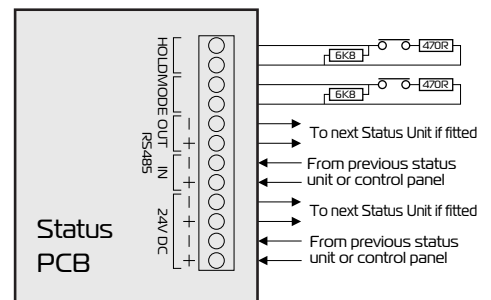 HOLD
MODE
OUT
IN
RS485
24V DC
−
+
−
+
−
+
−
+
Status
PCB
6K8
470R
6K8
470R
To next Status Unit if fitted
From previous status
unit or control panel
To next Status Unit if fitted
From previous status
unit or control panel